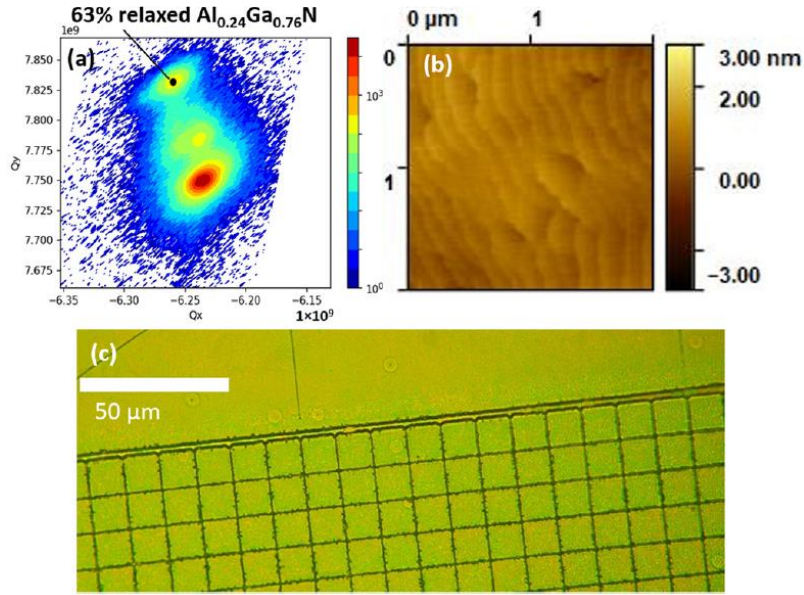 63% relaxed Al0.24Ga0.76N
1e9
(a)
7.850
7.825
7.800
7.775
7.750
7.725
7.700
7.675
Qy
−6.35
−6.30
−6.25
−6.20
−6.15
Qx
1×10⁹
10³
10⁰
0 µm
1
0
1
(b)
3.00 nm
2.00
0.00
−3.00
(c)
50 µm